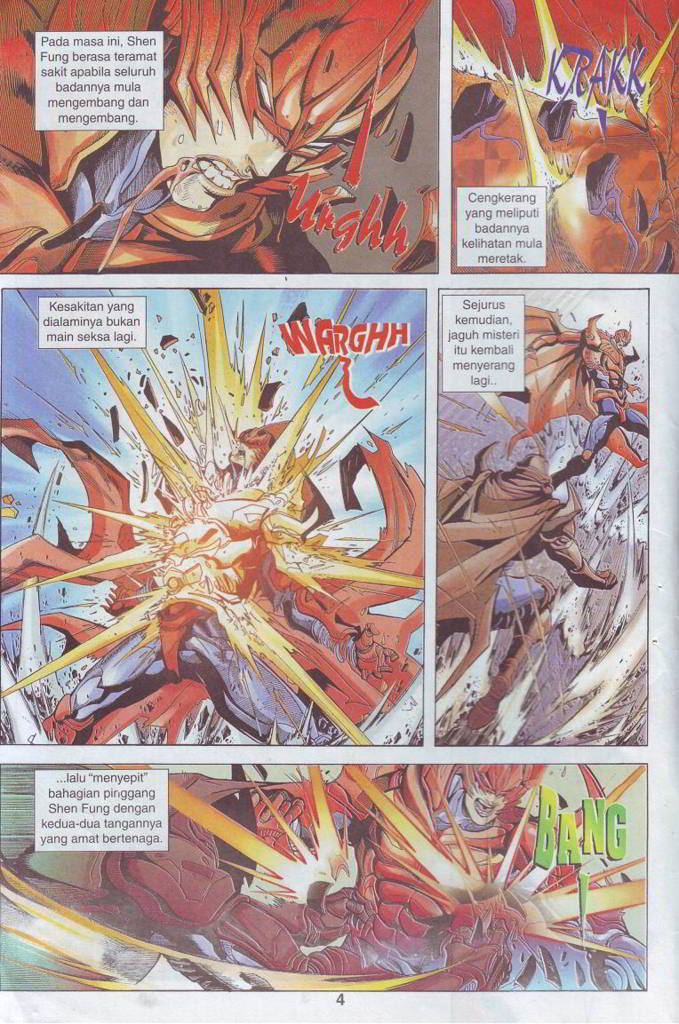 Pada masa ini, Shen
Fung berasa teramat
sakit apabila seluruh
badannya mula
mengembang dan
mengembang.
Urkghh
KRAKK
!
Cengkerang
yang meliputi
badannya
kelihatan mula
meretak.
Kesakitan yang
dialaminya bukan
main seksa lagi.
WARGHH
Sejurus
kemudian,
jaguh misteri
itu kembali
menyerang
lagi..
...lalu "menyepit"
bahagian pinggang
Shen Fung dengan
kedua-dua tangannya
yang amat bertenaga.
BANG
!
4